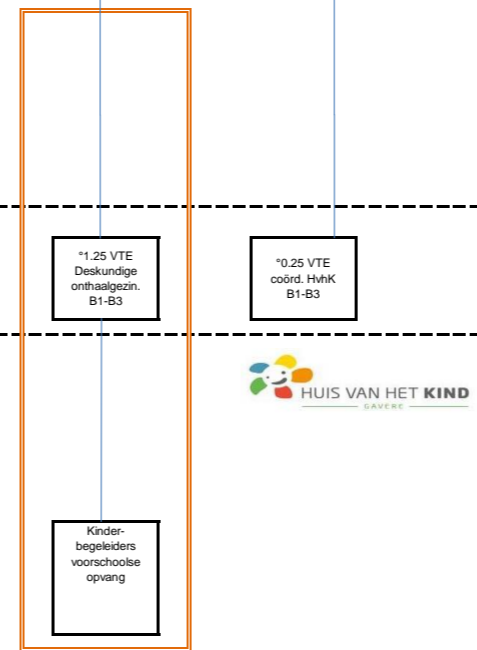 °1.25 VTE
Deskundige
onthaalgezin.
B1-B3
°0.25 VTE
coörd. HvhK
B1-B3
HUIS VAN HET KIND
GAVERE
Kinder-
begeleiders
voorschoolse
opvang